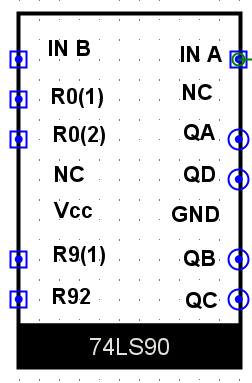 IN B
IN A
R0(1)
NC
R0(2)
QA
NC
QD
Vcc
GND
R9(1)
QB
R92
QC
74LS90